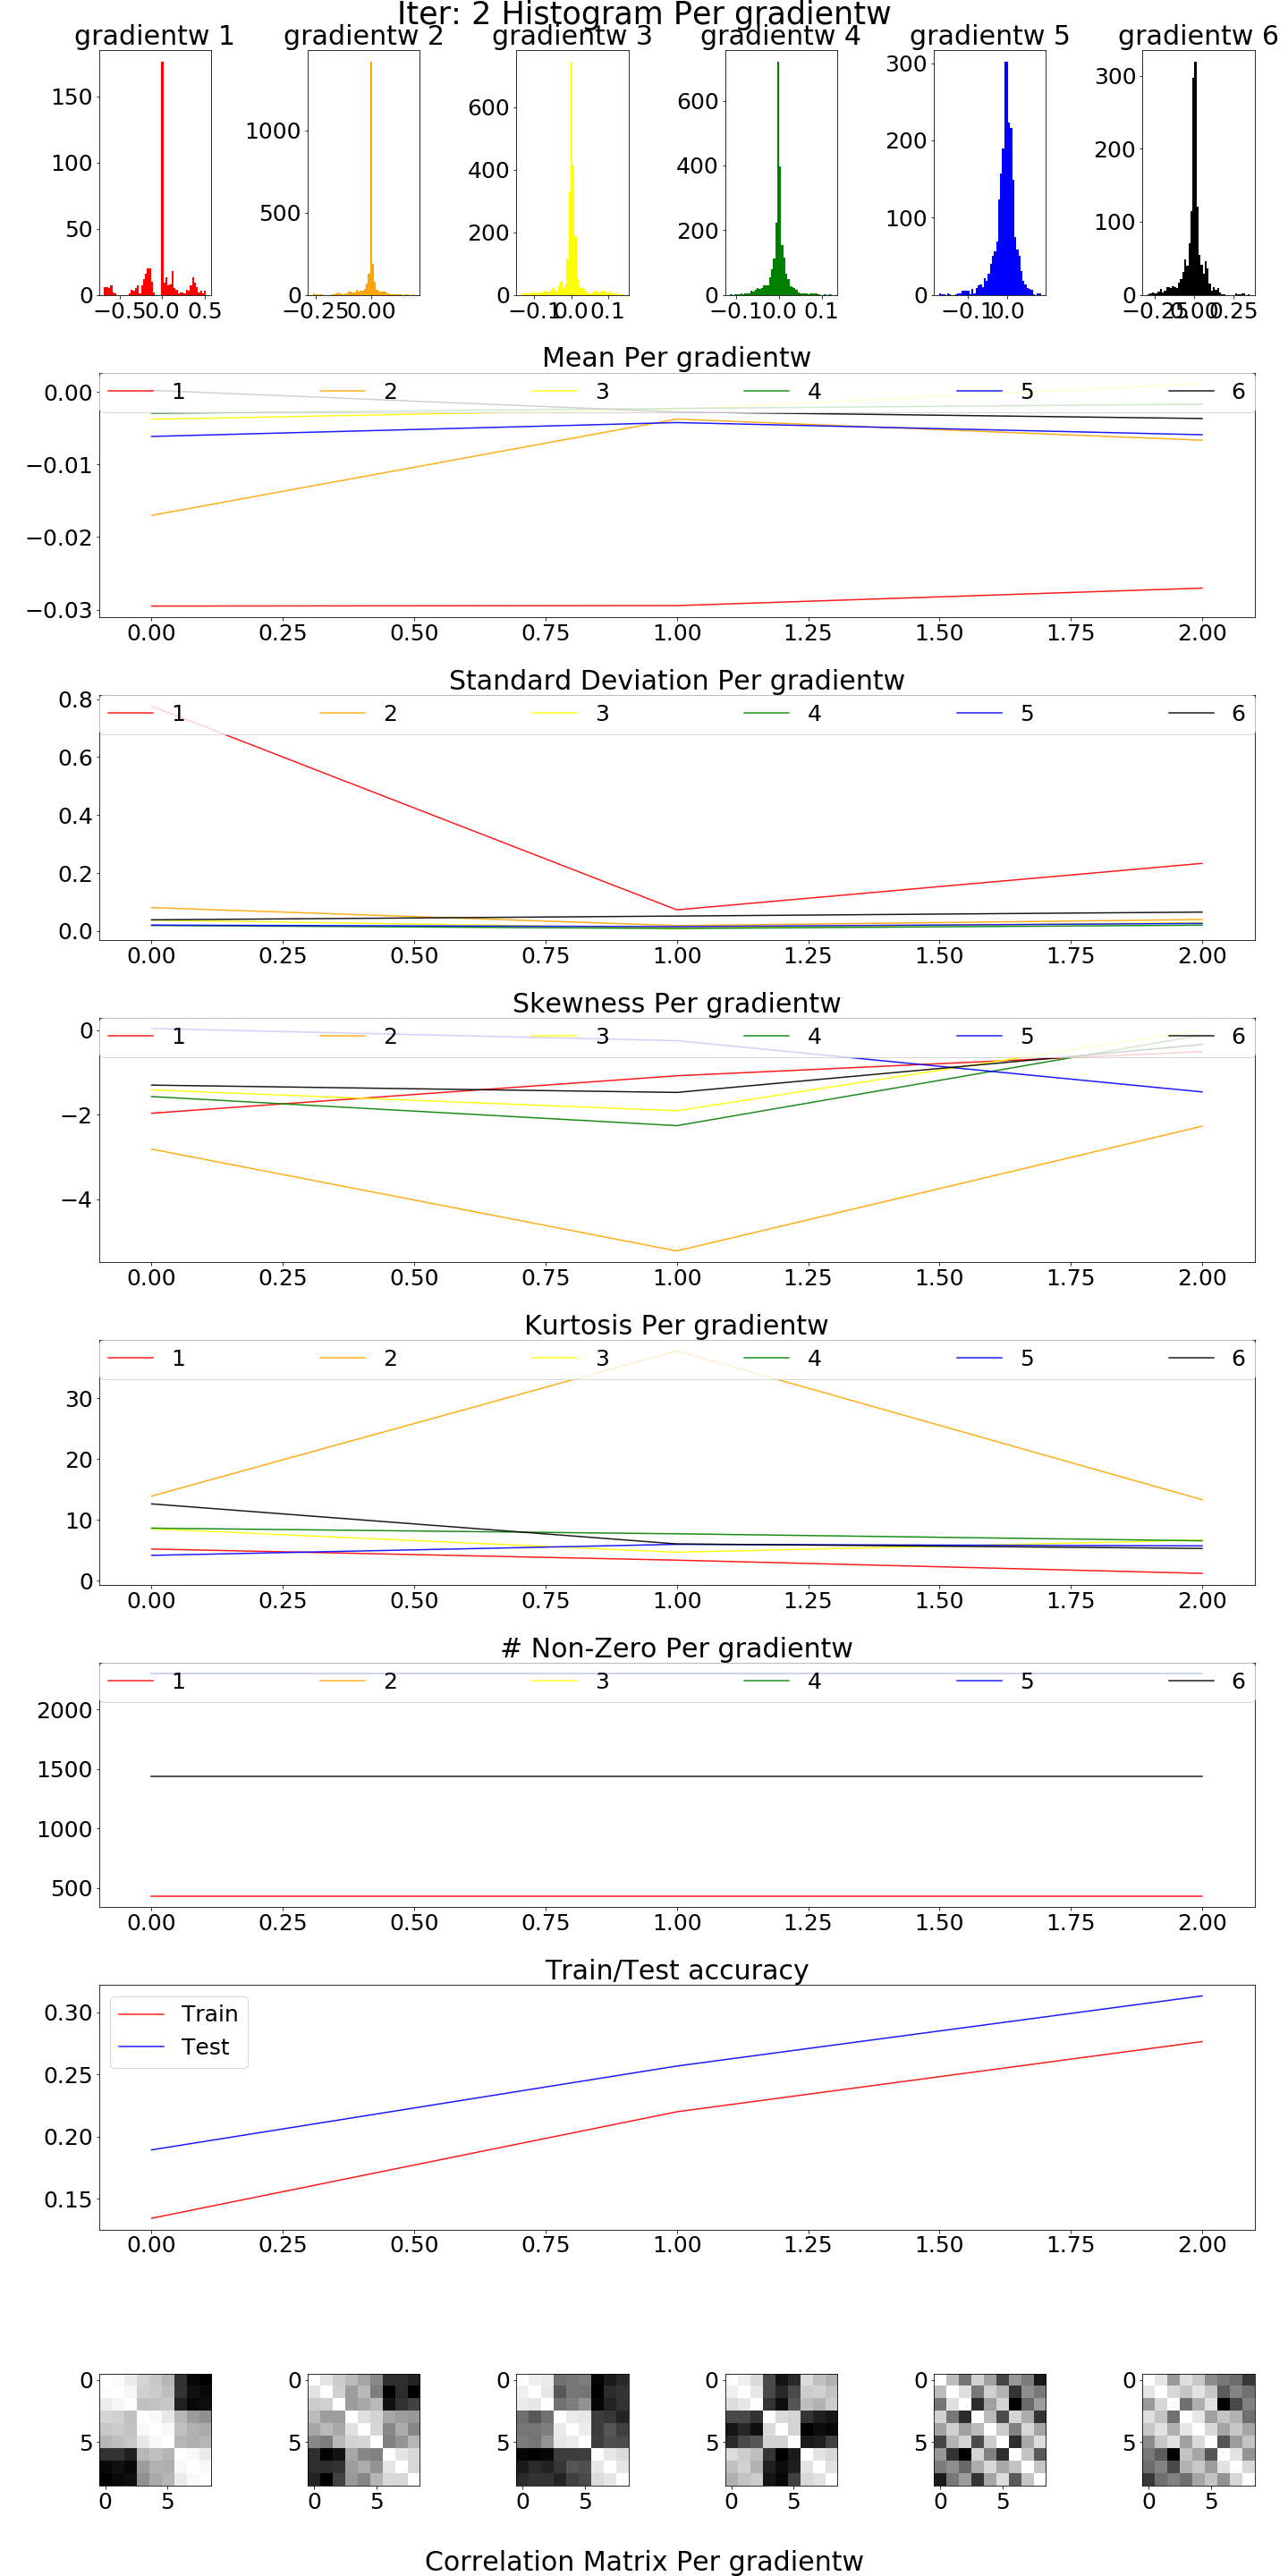 Iter: 2 Histogram Per gradientw
gradientw 1 gradientw 2 gradientw 3 gradientw 4 gradientw 5 gradientw 6
150
100
50
0
−0.5 0.0 0.5
1000
500
0
−0.25 0.00
600
400
200
0
−0.1 0.0 0.1
600
400
200
0
−0.1 0.0 0.1
300
200
100
0
−0.1 0.0
300
200
100
0
−0.25 0.00 0.25
Mean Per gradientw
1 2 3 4 5 6
0.00
−0.01
−0.02
−0.03
0.00 0.25 0.50 0.75 1.00 1.25 1.50 1.75 2.00
Standard Deviation Per gradientw
1 2 3 4 5 6
0.8
0.6
0.4
0.2
0.0
0.00 0.25 0.50 0.75 1.00 1.25 1.50 1.75 2.00
Skewness Per gradientw
1 2 3 4 5 6
0
−2
−4
0.00 0.25 0.50 0.75 1.00 1.25 1.50 1.75 2.00
Kurtosis Per gradientw
1 2 3 4 5 6
30
20
10
0
0.00 0.25 0.50 0.75 1.00 1.25 1.50 1.75 2.00
# Non-Zero Per gradientw
1 2 3 4 5 6
2000
1500
1000
500
0.00 0.25 0.50 0.75 1.00 1.25 1.50 1.75 2.00
Train/Test accuracy
Train
Test
0.30
0.25
0.20
0.15
0.00 0.25 0.50 0.75 1.00 1.25 1.50 1.75 2.00
0 0 0 0 0 0
5 5 5 5 5 5
0 5 0 5 0 5 0 5 0 5 0 5
Correlation Matrix Per gradientw